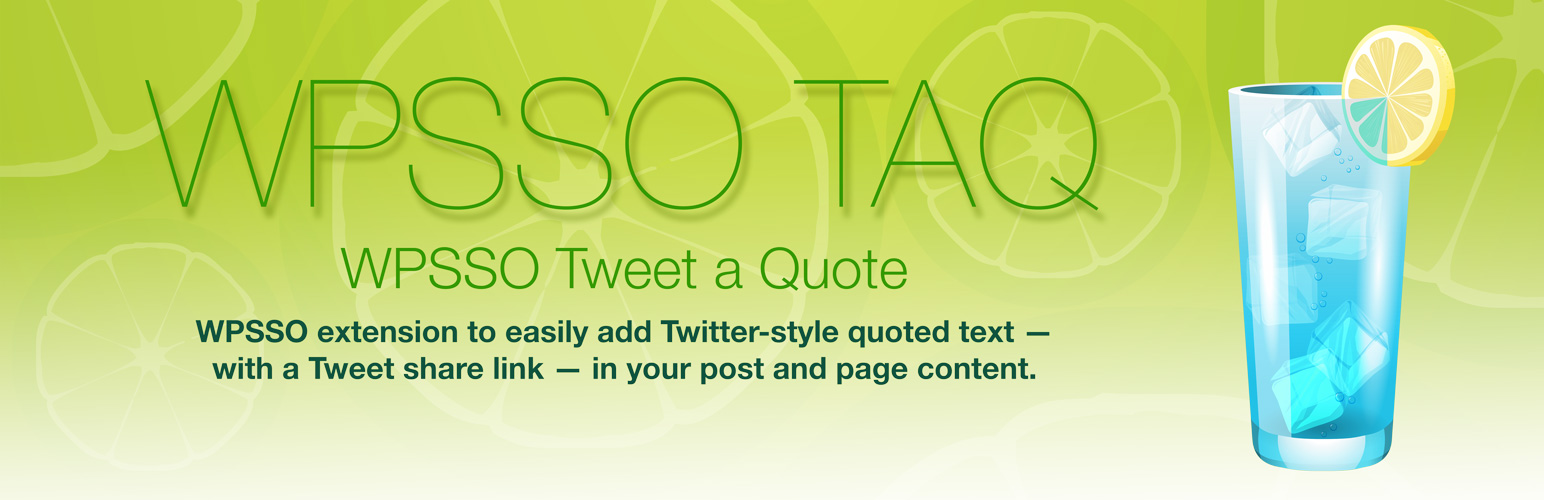 WPSSO TAQ
WPSSO Tweet a Quote
WPSSO extension to easily add Twitter-style quoted text —
with a Tweet share link — in your post and page content.